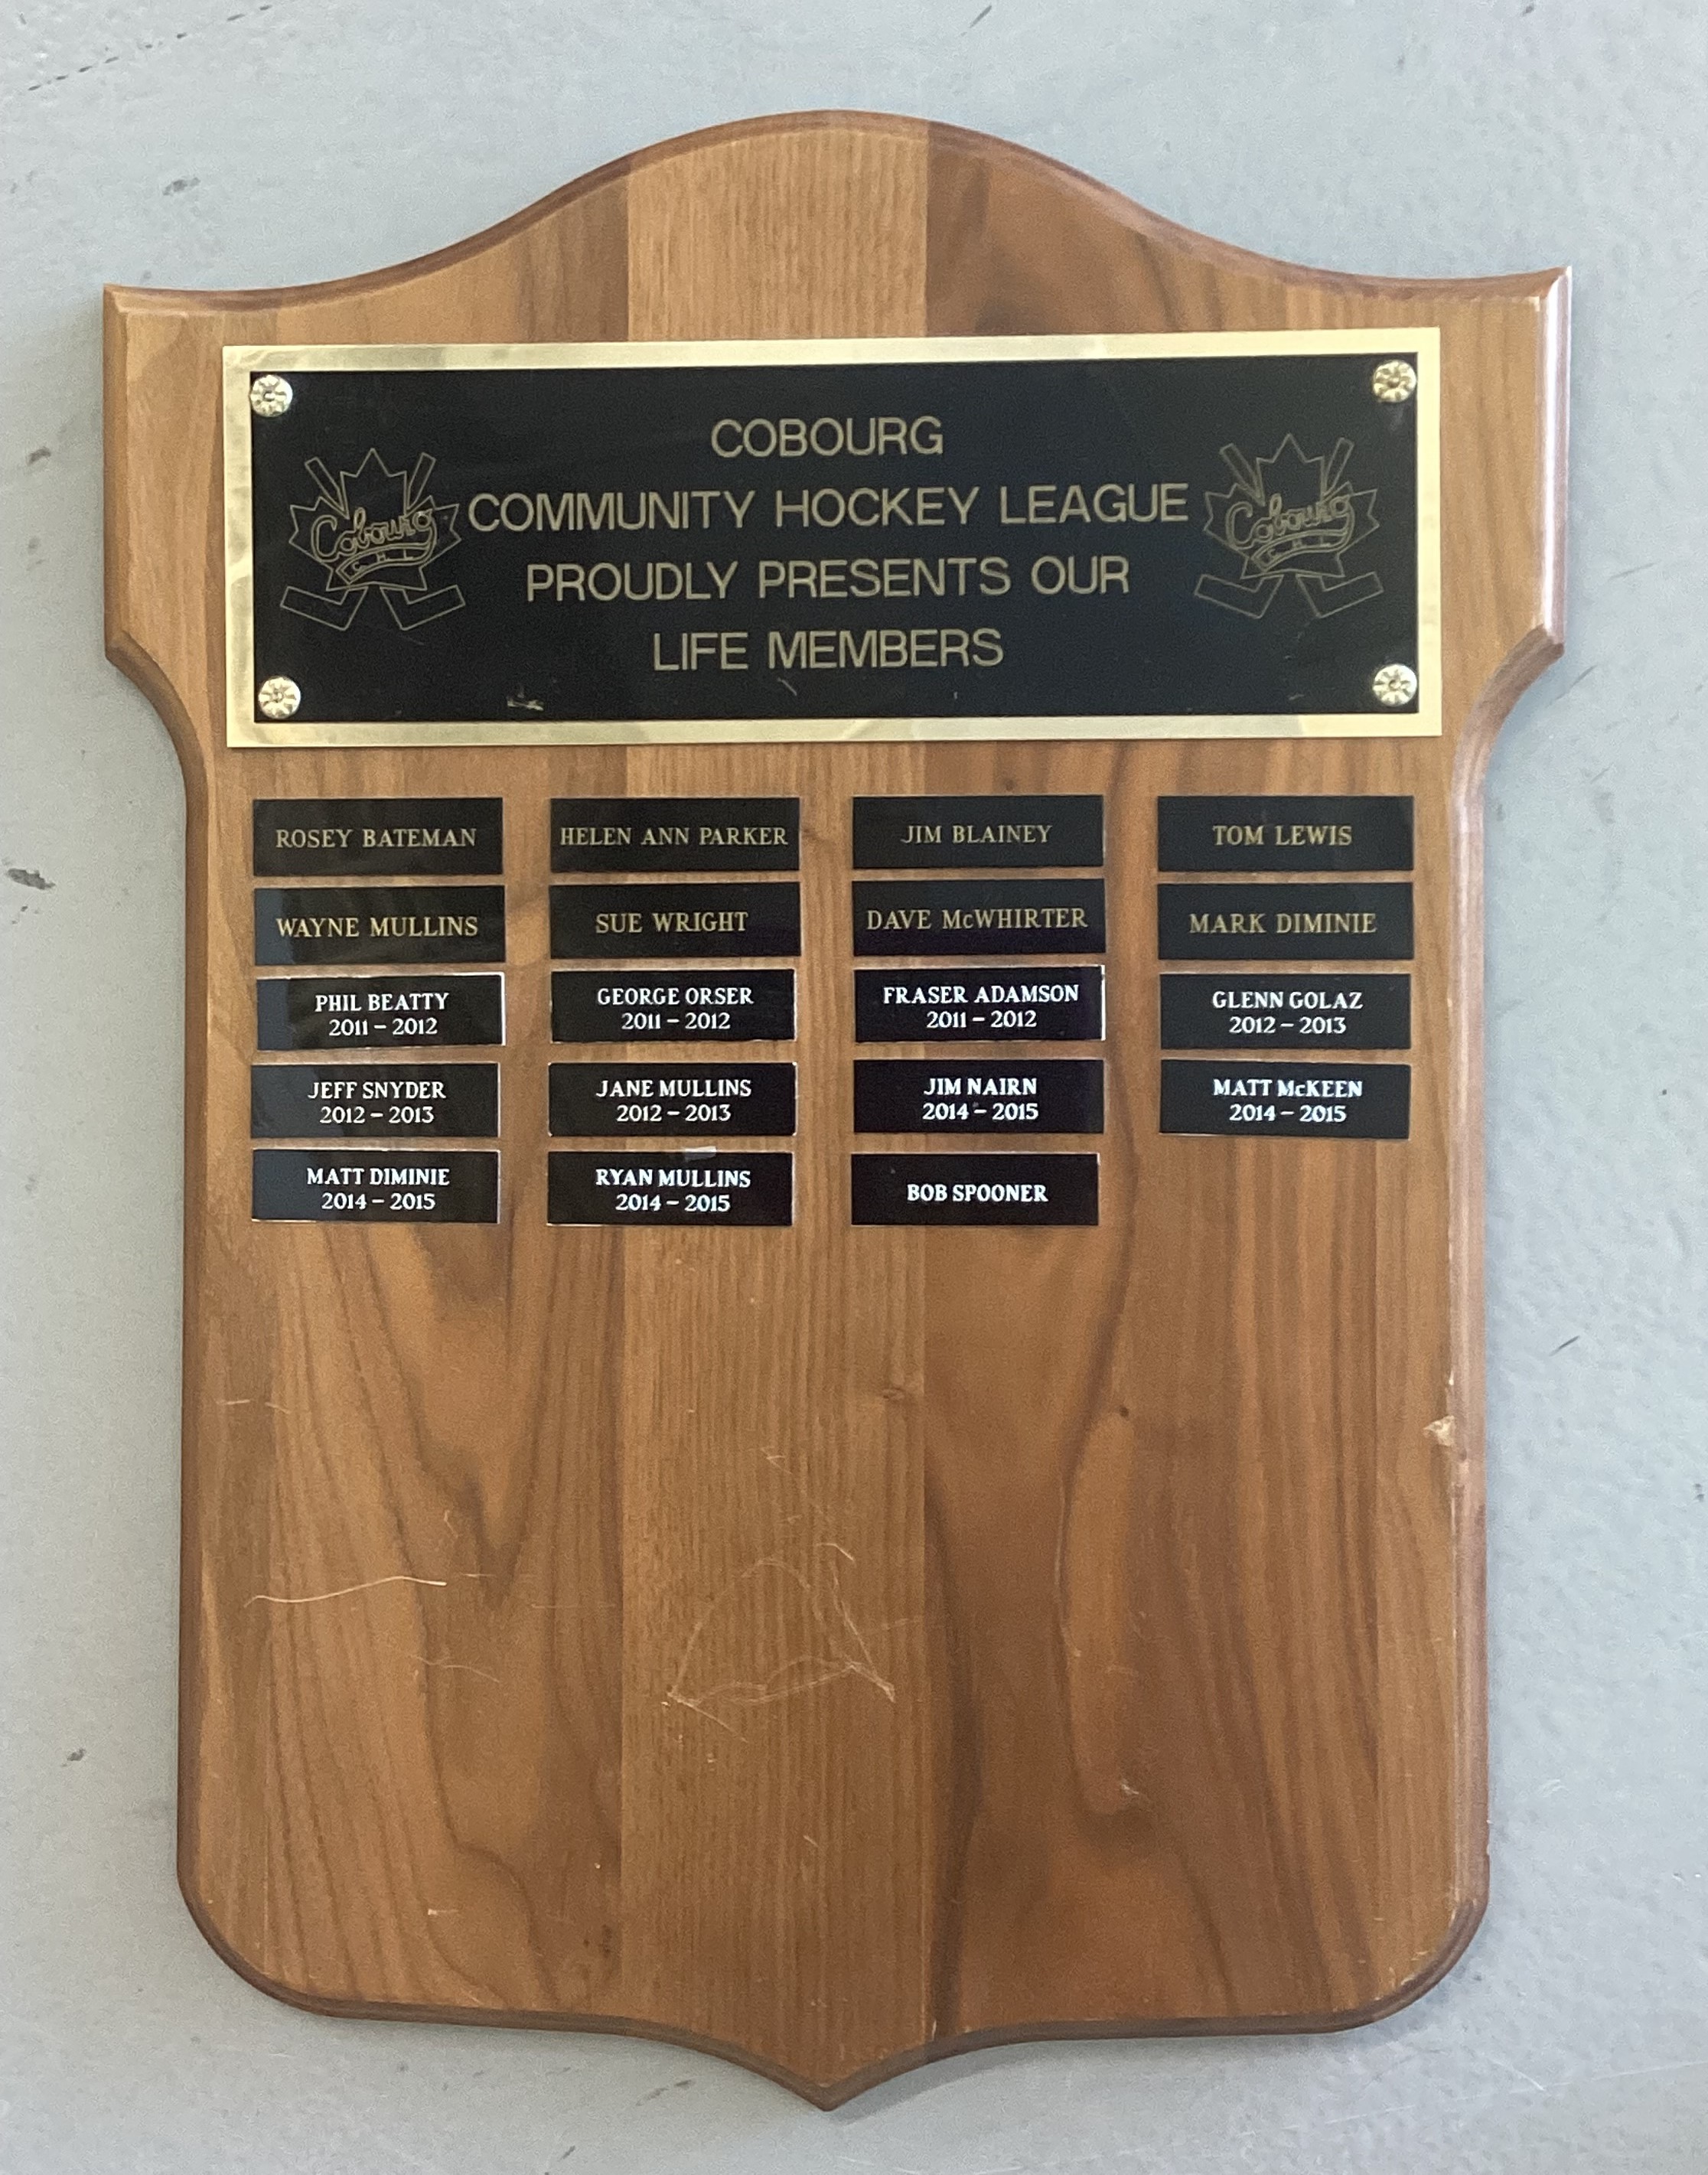 COBOURG
COMMUNITY HOCKEY LEAGUE
PROUDLY PRESENTS OUR
LIFE MEMBERS
Cobourg
C.H.L.
Cobourg
C.H.L.
ROSEY BATEMAN
HELEN ANN PARKER
JIM BLAINEY
TOM LEWIS
WAYNE MULLINS
SUE WRIGHT
DAVE McWHIRTER
MARK DIMINIE
PHIL BEATTY
2011 – 2012
GEORGE ORSER
2011 – 2012
FRASER ADAMSON
2011 – 2012
GLENN GOLAZ
2012 – 2013
JEFF SNYDER
2012 – 2013
JANE MULLINS
2012 – 2013
JIM NAIRN
2014 – 2015
MATT McKEEN
2014 – 2015
MATT DIMINIE
2014 – 2015
RYAN MULLINS
2014 – 2015
BOB SPOONER